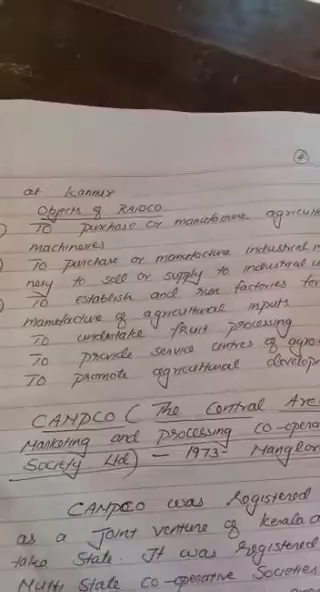 4
at Kannur
Objects of RAIDCO
To purchase or manufacture agricult
machineries
To purchase or manufacture industrial m
nery to sell or supply to industrial u
To establish and run factories for
manufacture of agricultural inputs
To undertake fruit processing
To provide service centres of agro
To promote agricultural develop
CAMPCO ( The Central Are
Marketing and processing co-opera
Society Ltd) - 1973- Manglor
CAMPCO was registered
as a Joint venture of Kerala a
taka State. It was registered
Multi State co-operative Societies